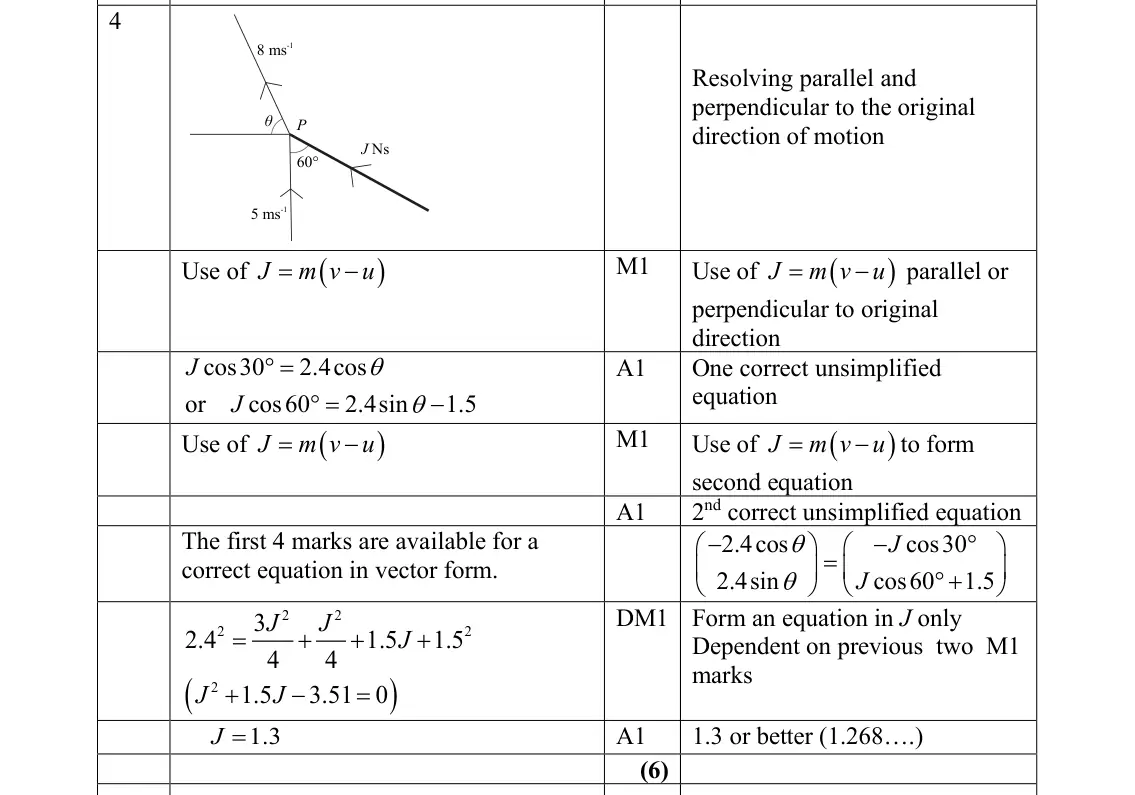 4
8 ms⁻¹
θ
P
J Ns
60°
5 ms⁻¹
Resolving parallel and
perpendicular to the original
direction of motion
Use of J = m(v − u)
M1
Use of J = m(v − u) parallel or
perpendicular to original
direction
J cos 30° = 2.4 cos θ
or J cos 60° = 2.4 sin θ − 1.5
A1
One correct unsimplified
equation
Use of J = m(v − u)
M1
Use of J = m(v − u) to form
second equation
A1
2nd correct unsimplified equation
The first 4 marks are available for a
correct equation in vector form.
(−2.4 cos θ) = (−J cos 30°)
(2.4 sin θ) (J cos 60° + 1.5)
2.4² = 3J²/4 + J²/4 + 1.5J + 1.5²
(J² + 1.5J − 3.51 = 0)
DM1
Form an equation in J only
Dependent on previous two M1
marks
J = 1.3
A1
1.3 or better (1.268….)
(6)